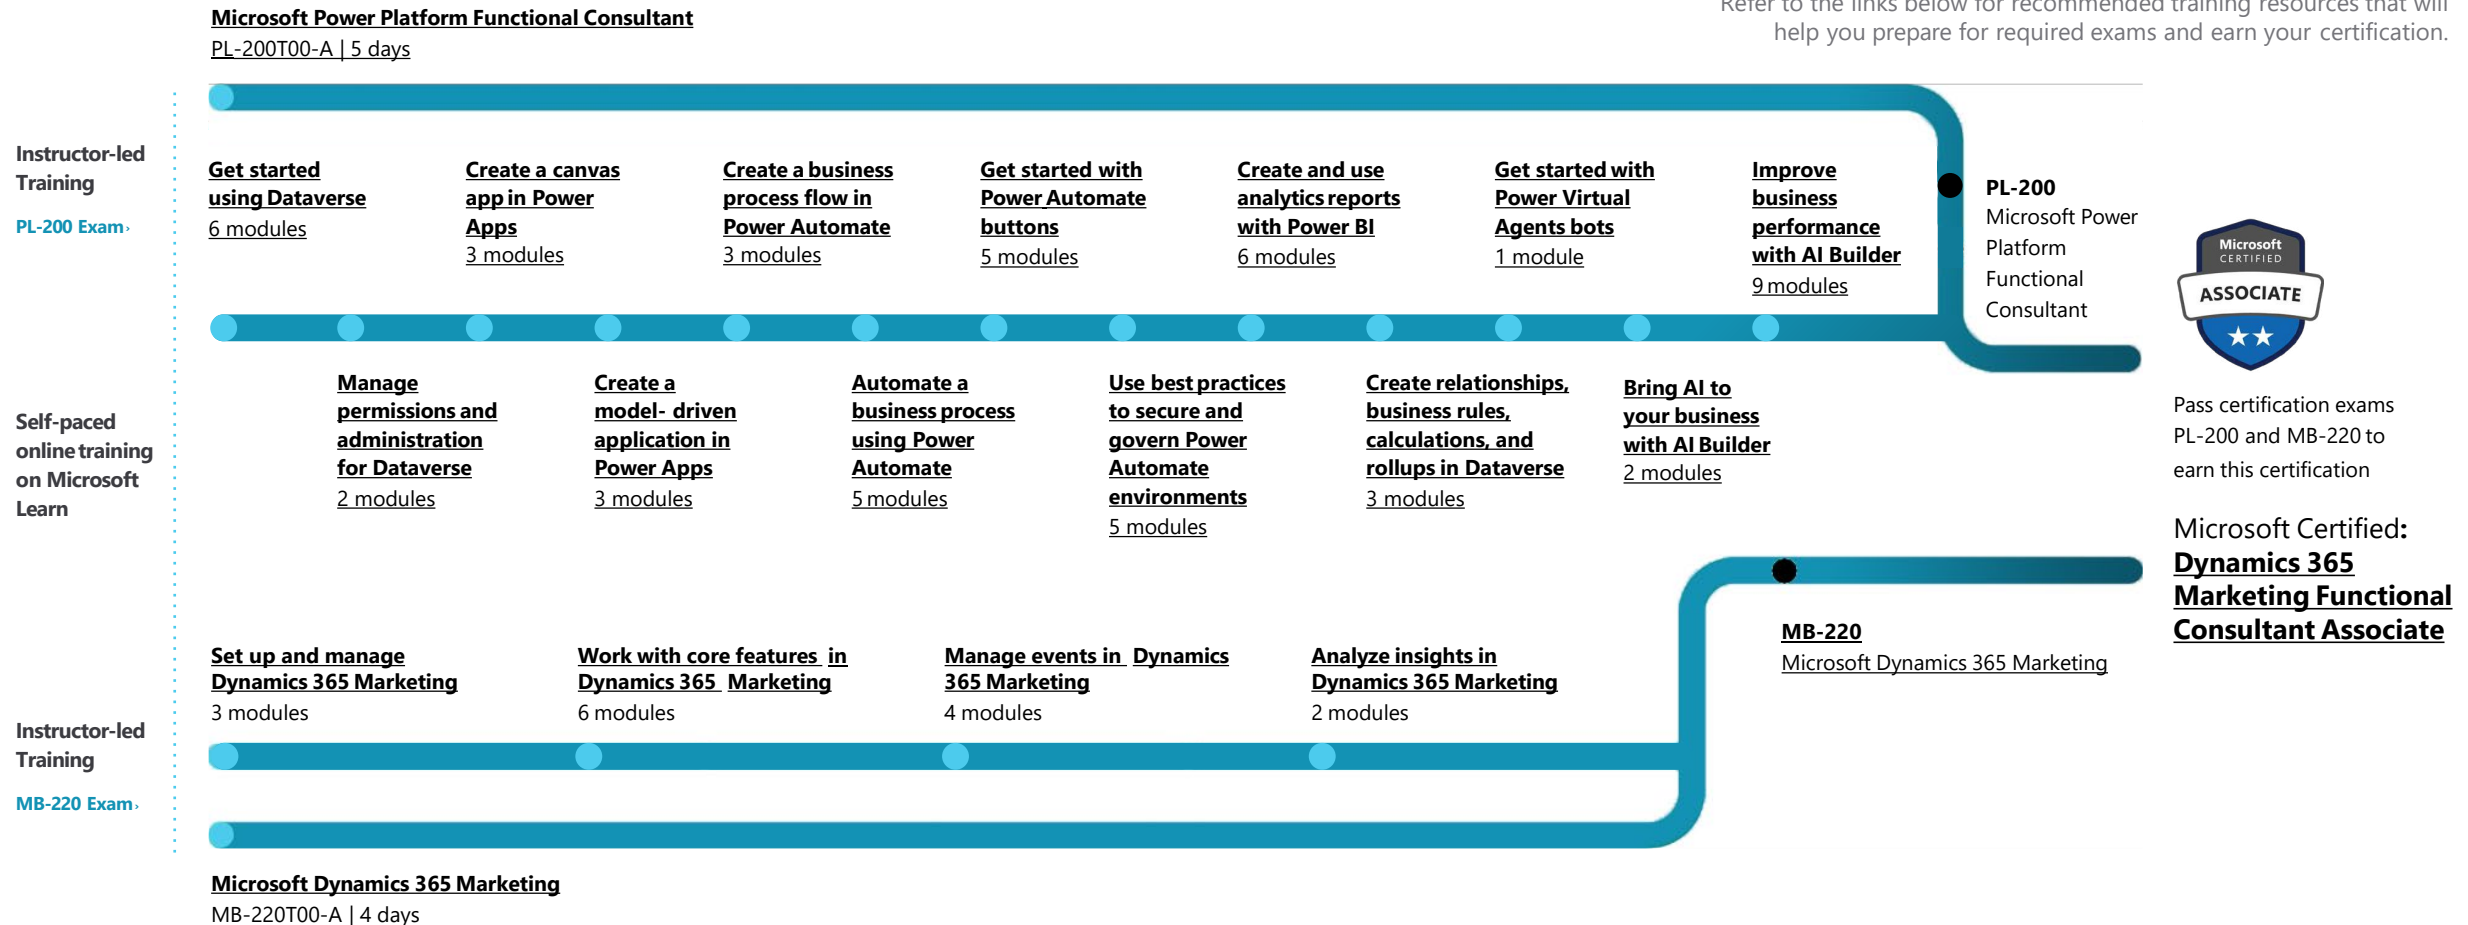 Microsoft Power Platform Functional Consultant
PL-200T00-A | 5 days
Refer to the links below for recommended training resources that will
help you prepare for required exams and earn your certification.
Instructor-led
Training
PL-200 Exam ›
Get started
using Dataverse
6 modules
Create a canvas
app in Power
Apps
3 modules
Create a business
process flow in
Power Automate
3 modules
Get started with
Power Automate
buttons
5 modules
Create and use
analytics reports
with Power BI
6 modules
Get started with
Power Virtual
Agents bots
1 module
Improve
business
performance
with AI Builder
9 modules
PL-200
Microsoft Power
Platform
Functional
Consultant
Microsoft
CERTIFIED
ASSOCIATE
Self-paced
online training
on Microsoft
Learn
Manage
permissions and
administration
for Dataverse
2 modules
Create a
model- driven
application in
Power Apps
3 modules
Automate a
business process
using Power
Automate
5 modules
Use best practices
to secure and
govern Power
Automate
environments
5 modules
Create relationships,
business rules,
calculations, and
rollups in Dataverse
3 modules
Bring AI to
your business
with AI Builder
2 modules
Pass certification exams
PL-200 and MB-220 to
earn this certification
Microsoft Certified:
Dynamics 365
Marketing Functional
Consultant Associate
MB-220
Microsoft Dynamics 365 Marketing
Instructor-led
Training
MB-220 Exam ›
Set up and manage
Dynamics 365 Marketing
3 modules
Work with core features in
Dynamics 365 Marketing
6 modules
Manage events in Dynamics
365 Marketing
4 modules
Analyze insights in
Dynamics 365 Marketing
2 modules
Microsoft Dynamics 365 Marketing
MB-220T00-A | 4 days